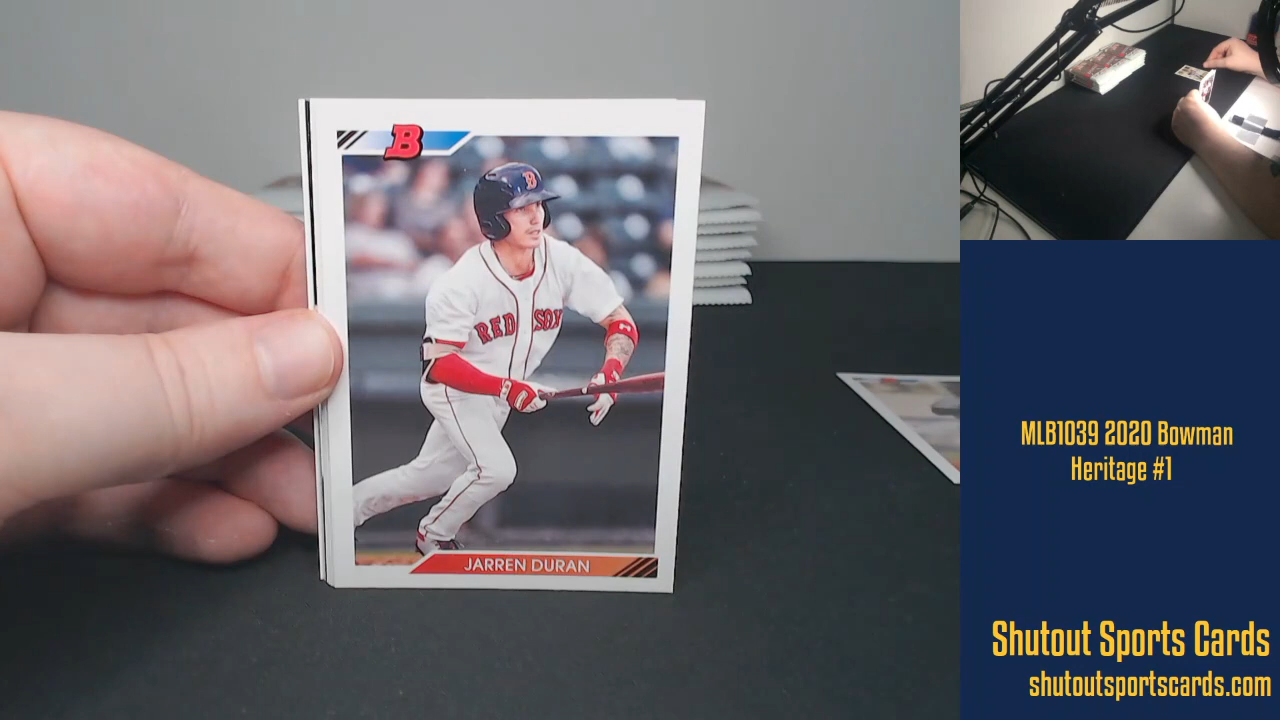 B
B
RED SOX
JARREN DURAN
MLB1039 2020 Bowman
Heritage #1
Shutout Sports Cards
shutoutsportscards.com